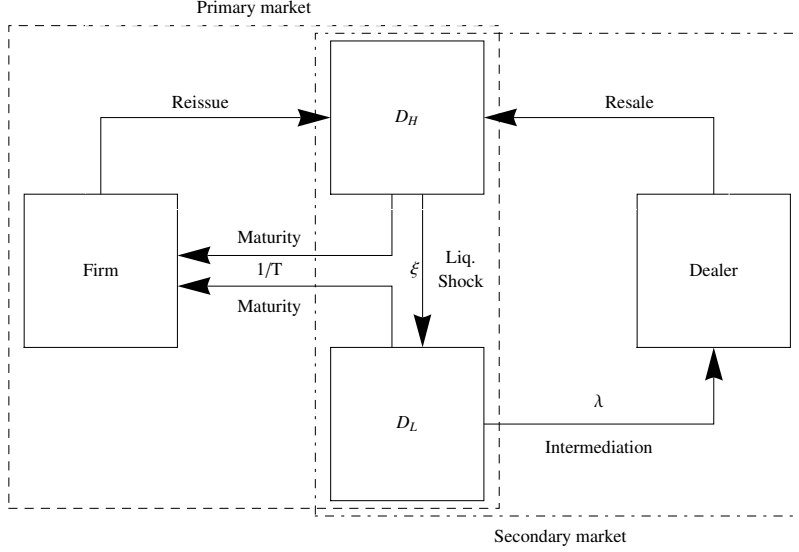 Primary market
Reissue
D_H
Resale
Firm
Maturity
1/T
Maturity
ξ
Liq.
Shock
Dealer
D_L
λ
Intermediation
Secondary market